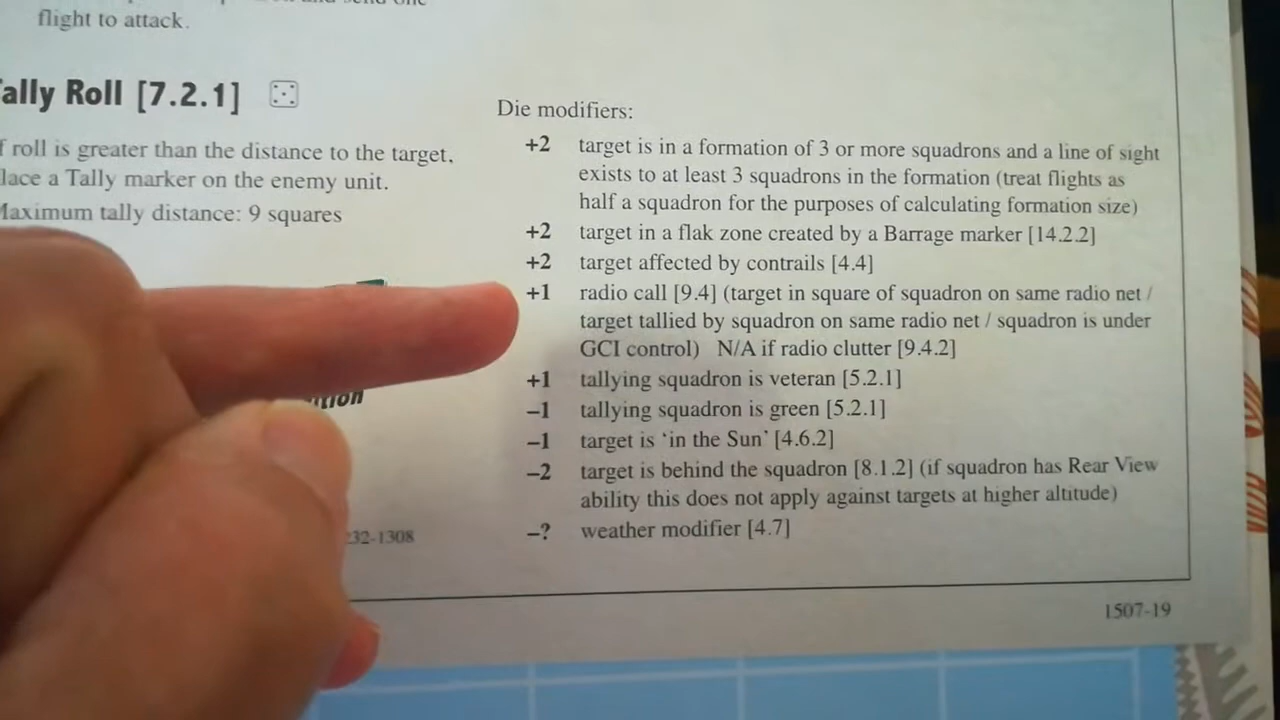 flight to attack.
ally Roll [7.2.1]
f roll is greater than the distance to the target,
lace a Tally marker on the enemy unit.
Maximum tally distance: 9 squares
232-1308
Die modifiers:
+2 target is in a formation of 3 or more squadrons and a line of sight
exists to at least 3 squadrons in the formation (treat flights as
half a squadron for the purposes of calculating formation size)
+2 target in a flak zone created by a Barrage marker [14.2.2]
+2 target affected by contrails [4.4]
+1 radio call [9.4] (target in square of squadron on same radio net /
target tallied by squadron on same radio net / squadron is under
GCI control) N/A if radio clutter [9.4.2]
+1 tallying squadron is veteran [5.2.1]
–1 tallying squadron is green [5.2.1]
–1 target is ‘in the Sun’ [4.6.2]
–2 target is behind the squadron [8.1.2] (if squadron has Rear View
ability this does not apply against targets at higher altitude)
–? weather modifier [4.7]
1507-19